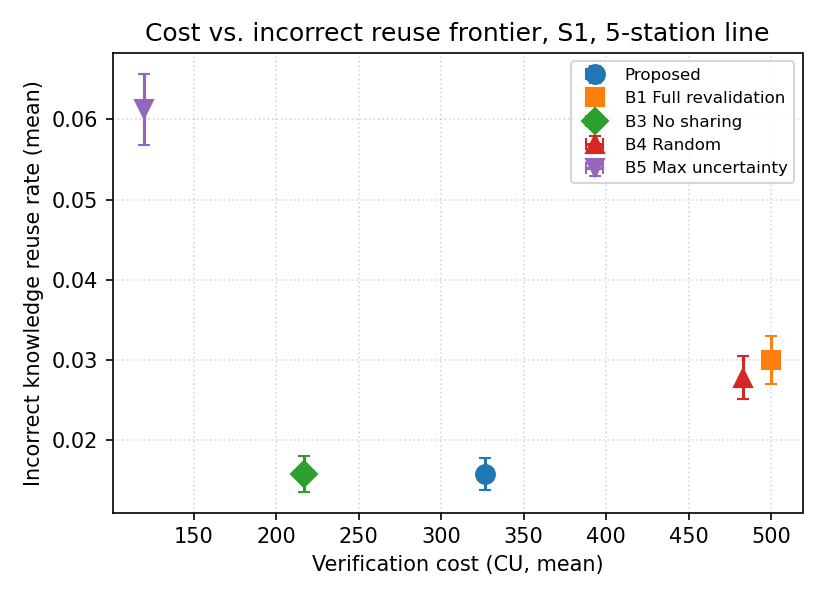 Cost vs. incorrect reuse frontier, S1, 5-station line
Incorrect knowledge reuse rate (mean)
0.06
0.05
0.04
0.03
0.02
Proposed
B1 Full revalidation
B3 No sharing
B4 Random
B5 Max uncertainty
150 200 250 300 350 400 450 500
Verification cost (CU, mean)